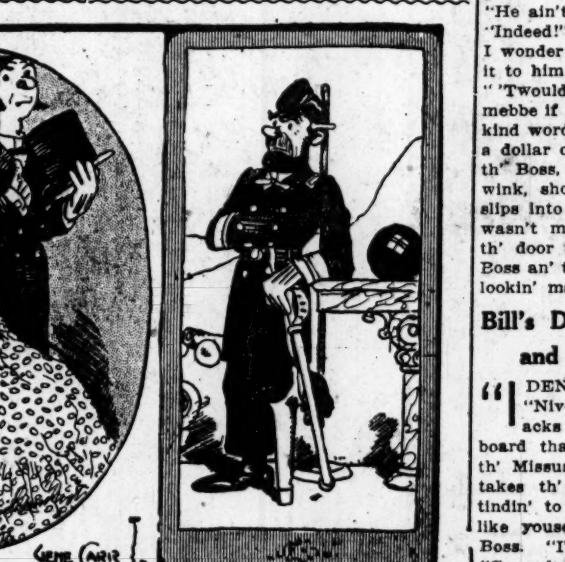 GENE CARR
"He ain't
"Indeed!"
I wonder
it to him
" 'Twould
mebbe if
kind word
a dollar o
th' Boss,
wink, sho
slips into
wasn't m
th' door
Boss an' t
lookin' ma
Bill's D
and
"I DEN
"Niv
acks
board tha
th' Missus
takes th'
tindin' to
like youse
Boss. "I'